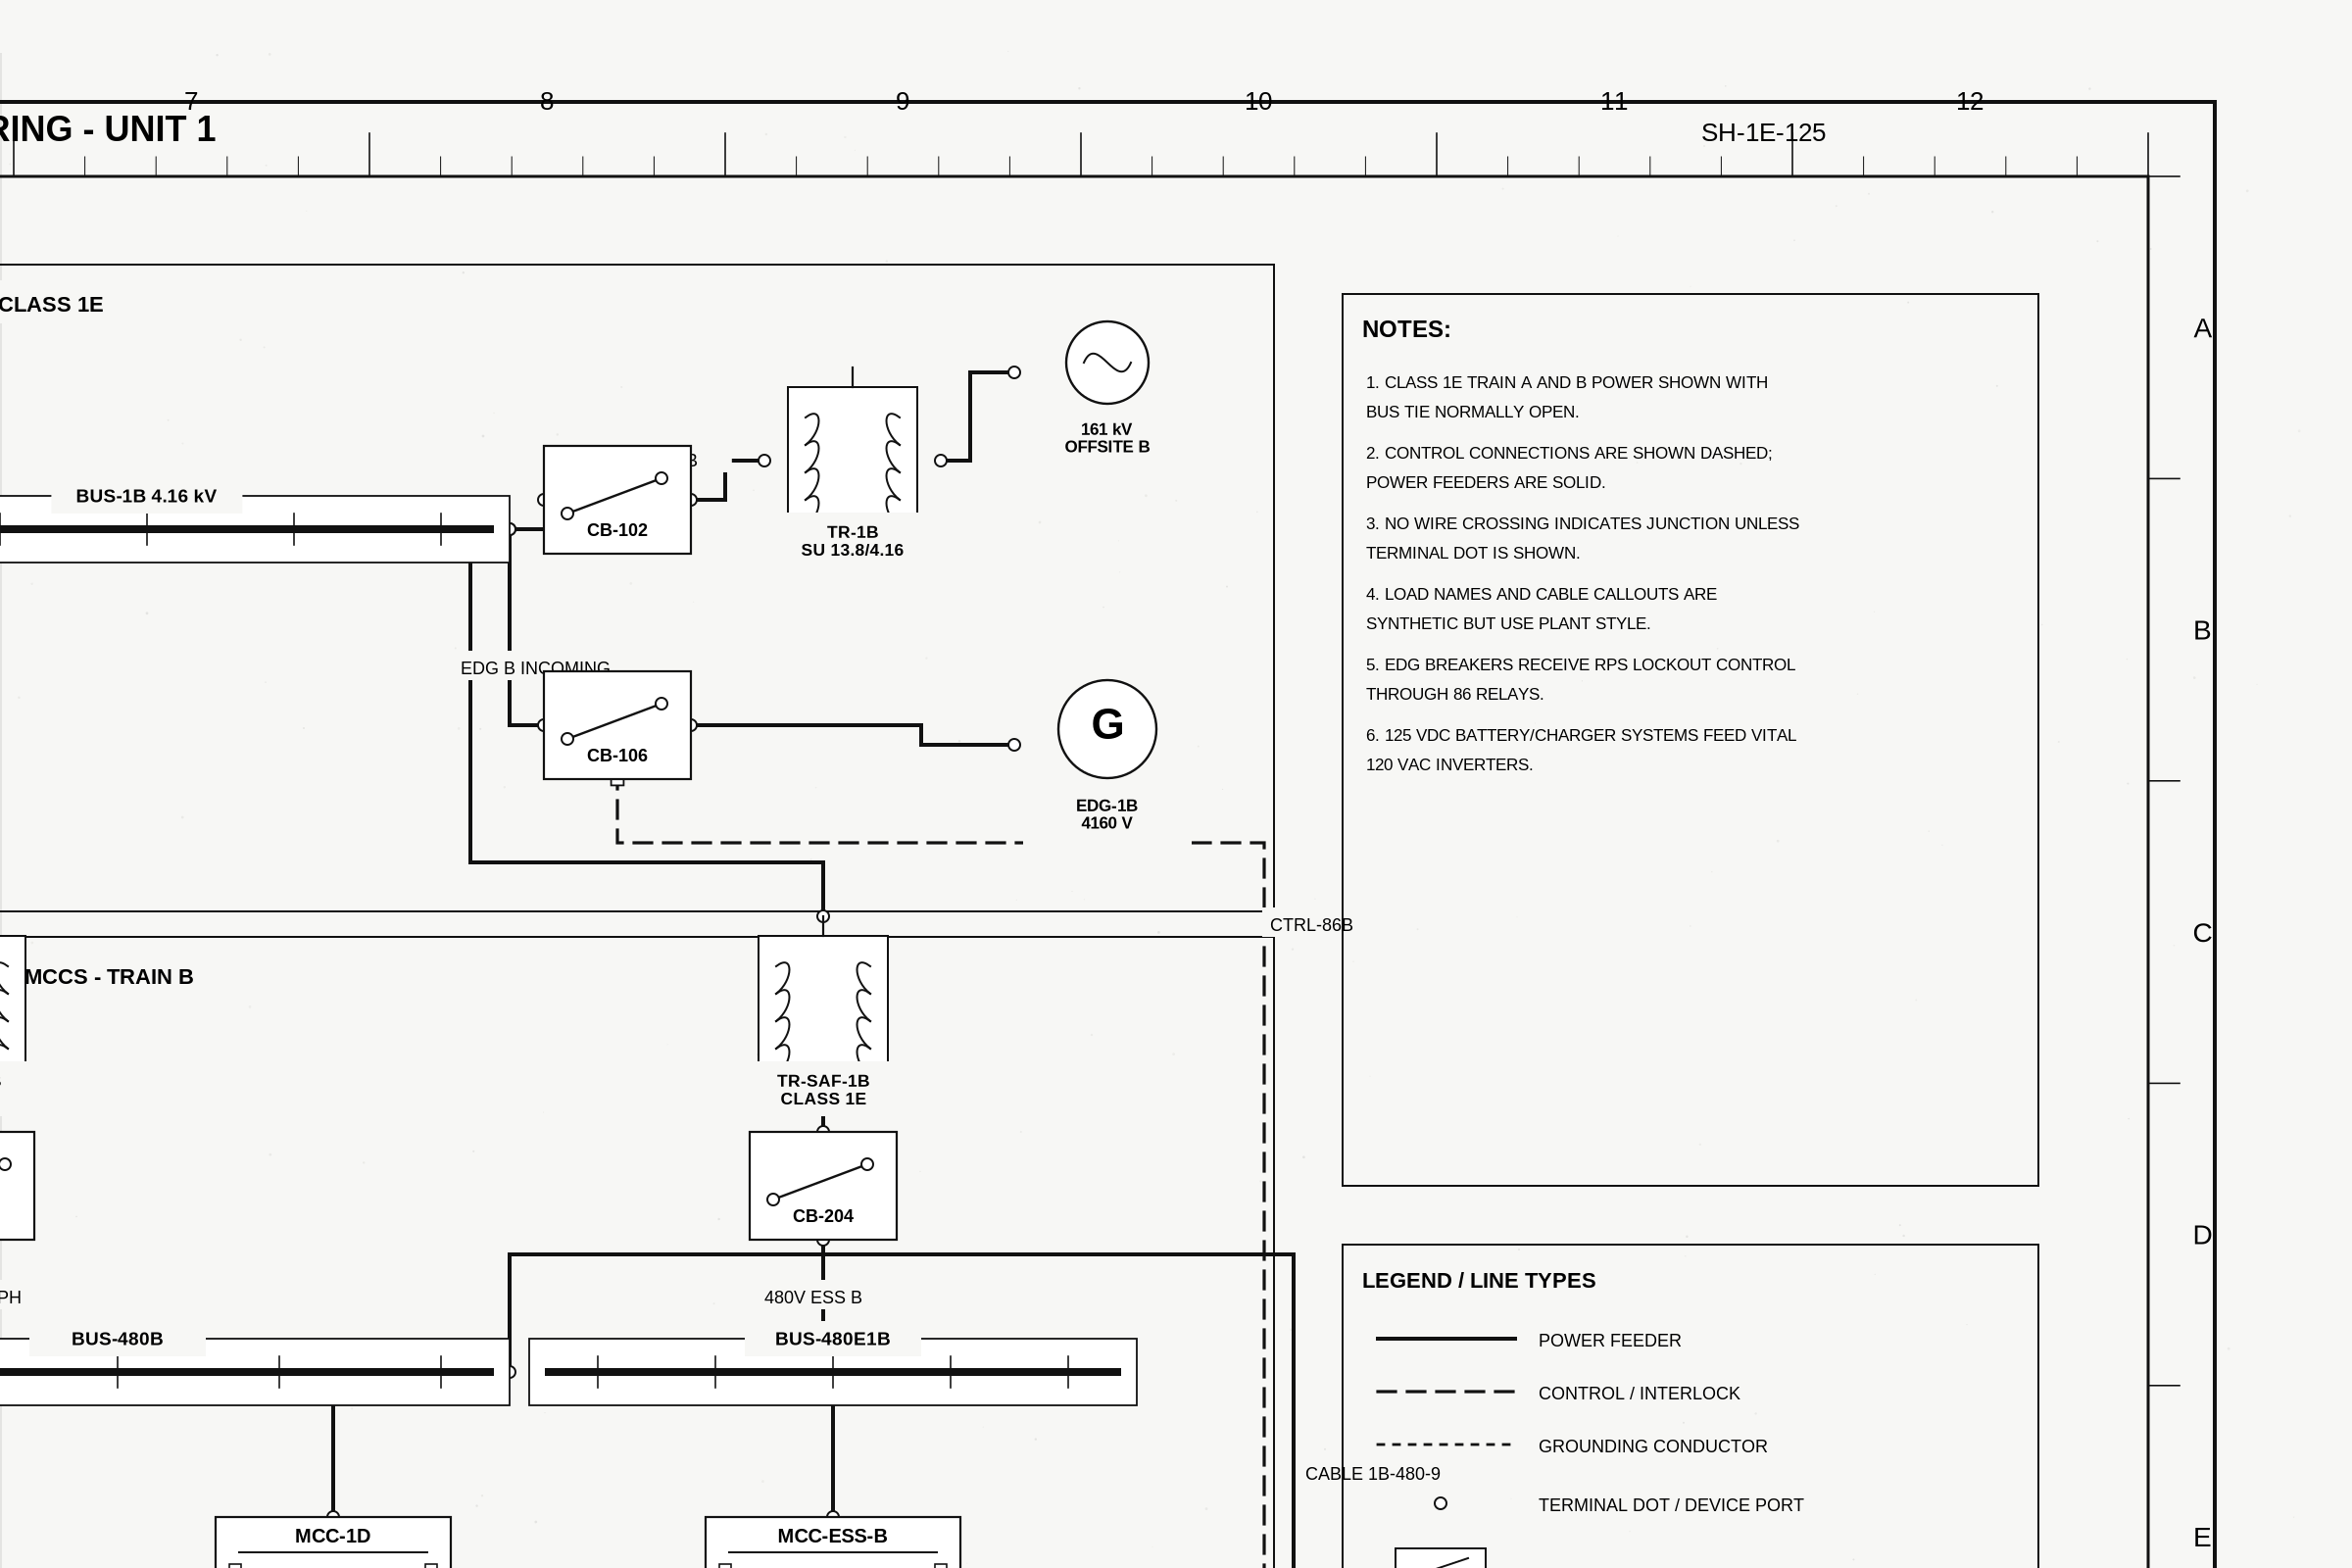 7 8 9 10 11 12
RING - UNIT 1
SH-1E-125
CLASS 1E
161 kV
OFFSITE B
BUS-1B 4.16 kV
CB-102
TR-1B
SU 13.8/4.16
EDG B INCOMING
CB-106
G
EDG-1B
4160 V
CTRL-86B
MCCS - TRAIN B
TR-SAF-1B
CLASS 1E
CB-204
PH
480V ESS B
BUS-480B
BUS-480E1B
CABLE 1B-480-9
MCC-1D
MCC-ESS-B
NOTES:
1. CLASS 1E TRAIN A AND B POWER SHOWN WITH
BUS TIE NORMALLY OPEN.
2. CONTROL CONNECTIONS ARE SHOWN DASHED;
POWER FEEDERS ARE SOLID.
3. NO WIRE CROSSING INDICATES JUNCTION UNLESS
TERMINAL DOT IS SHOWN.
4. LOAD NAMES AND CABLE CALLOUTS ARE
SYNTHETIC BUT USE PLANT STYLE.
5. EDG BREAKERS RECEIVE RPS LOCKOUT CONTROL
THROUGH 86 RELAYS.
6. 125 VDC BATTERY/CHARGER SYSTEMS FEED VITAL
120 VAC INVERTERS.
LEGEND / LINE TYPES
POWER FEEDER
CONTROL / INTERLOCK
GROUNDING CONDUCTOR
TERMINAL DOT / DEVICE PORT
A
B
C
D
E